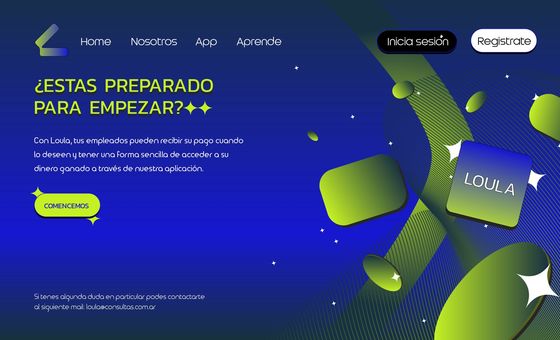 Home Nosotros App Aprende Inicia sesión Registrate
¿ESTAS PREPARADO
PARA EMPEZAR?
Con Loula, tus empleados pueden recibir su pago cuando
lo deseen y tener una forma sencilla de acceder a su
dinero ganado a través de nuestra aplicación.
COMENCEMOS
LOULA
Si tenes algunda duda en particular podes contactarte
al siguiente mail: loula@consultas.com.ar